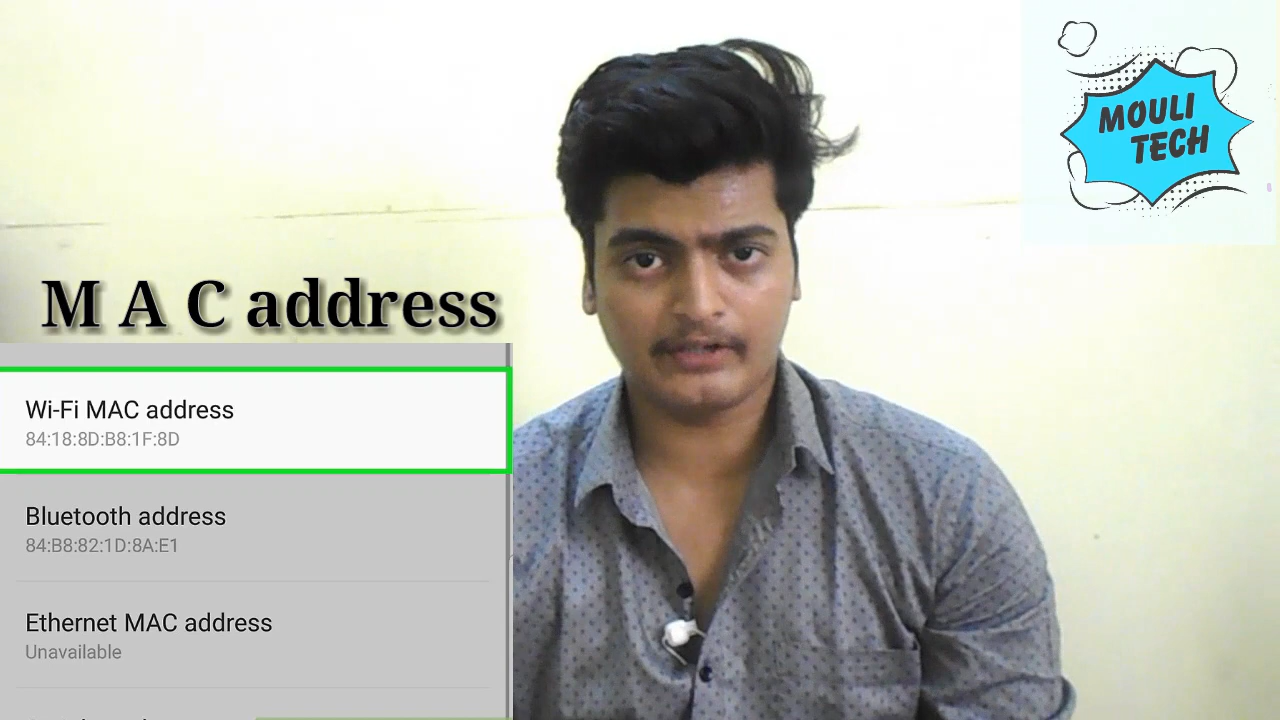 MOULI
TECH
M A C address
Wi-Fi MAC address
84:18:8D:B8:1F:8D
Bluetooth address
84:B8:82:1D:8A:E1
Ethernet MAC address
Unavailable